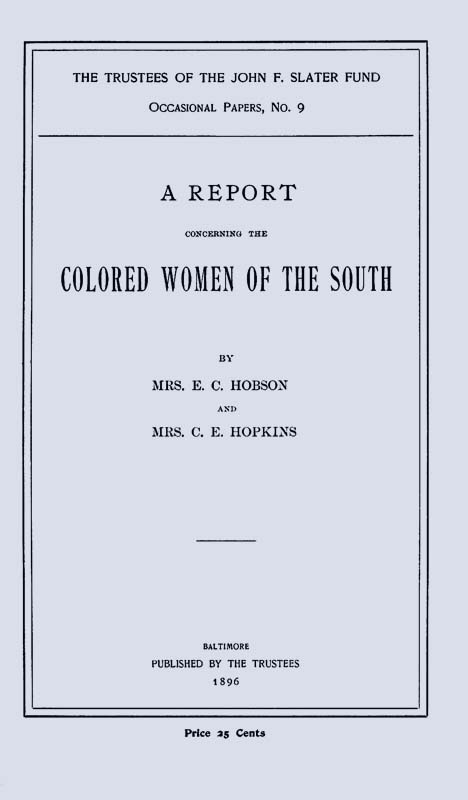 THE TRUSTEES OF THE JOHN F. SLATER FUND
OCCASIONAL PAPERS, NO. 9
A REPORT
CONCERNING THE
COLORED WOMEN OF THE SOUTH
BY
MRS. E. C. HOBSON
AND
MRS. C. E. HOPKINS
BALTIMORE
PUBLISHED BY THE TRUSTEES
1896
Price 25 Cents